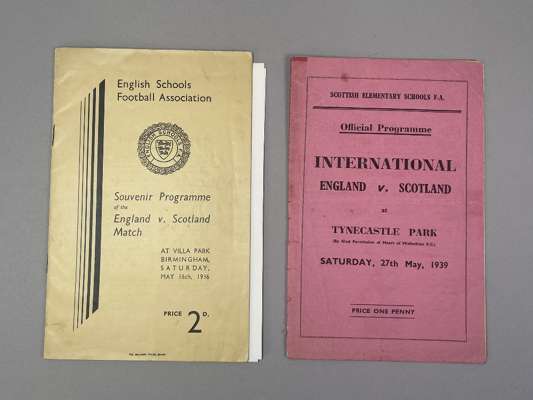 English Schools
Football Association
ENGLISH SCHOOLS F.A.
Souvenir Programme
of the
England v. Scotland
Match
AT VILLA PARK
BIRMINGHAM,
SATURDAY,
MAY 16th, 1936
PRICE 2D.
SCOTTISH ELEMENTARY SCHOOLS F.A.
Official Programme
INTERNATIONAL
ENGLAND v. SCOTLAND
at
TYNECASTLE PARK
(By Kind Permission of Heart of Midlothian F.C.)
SATURDAY, 27th May, 1939
PRICE ONE PENNY